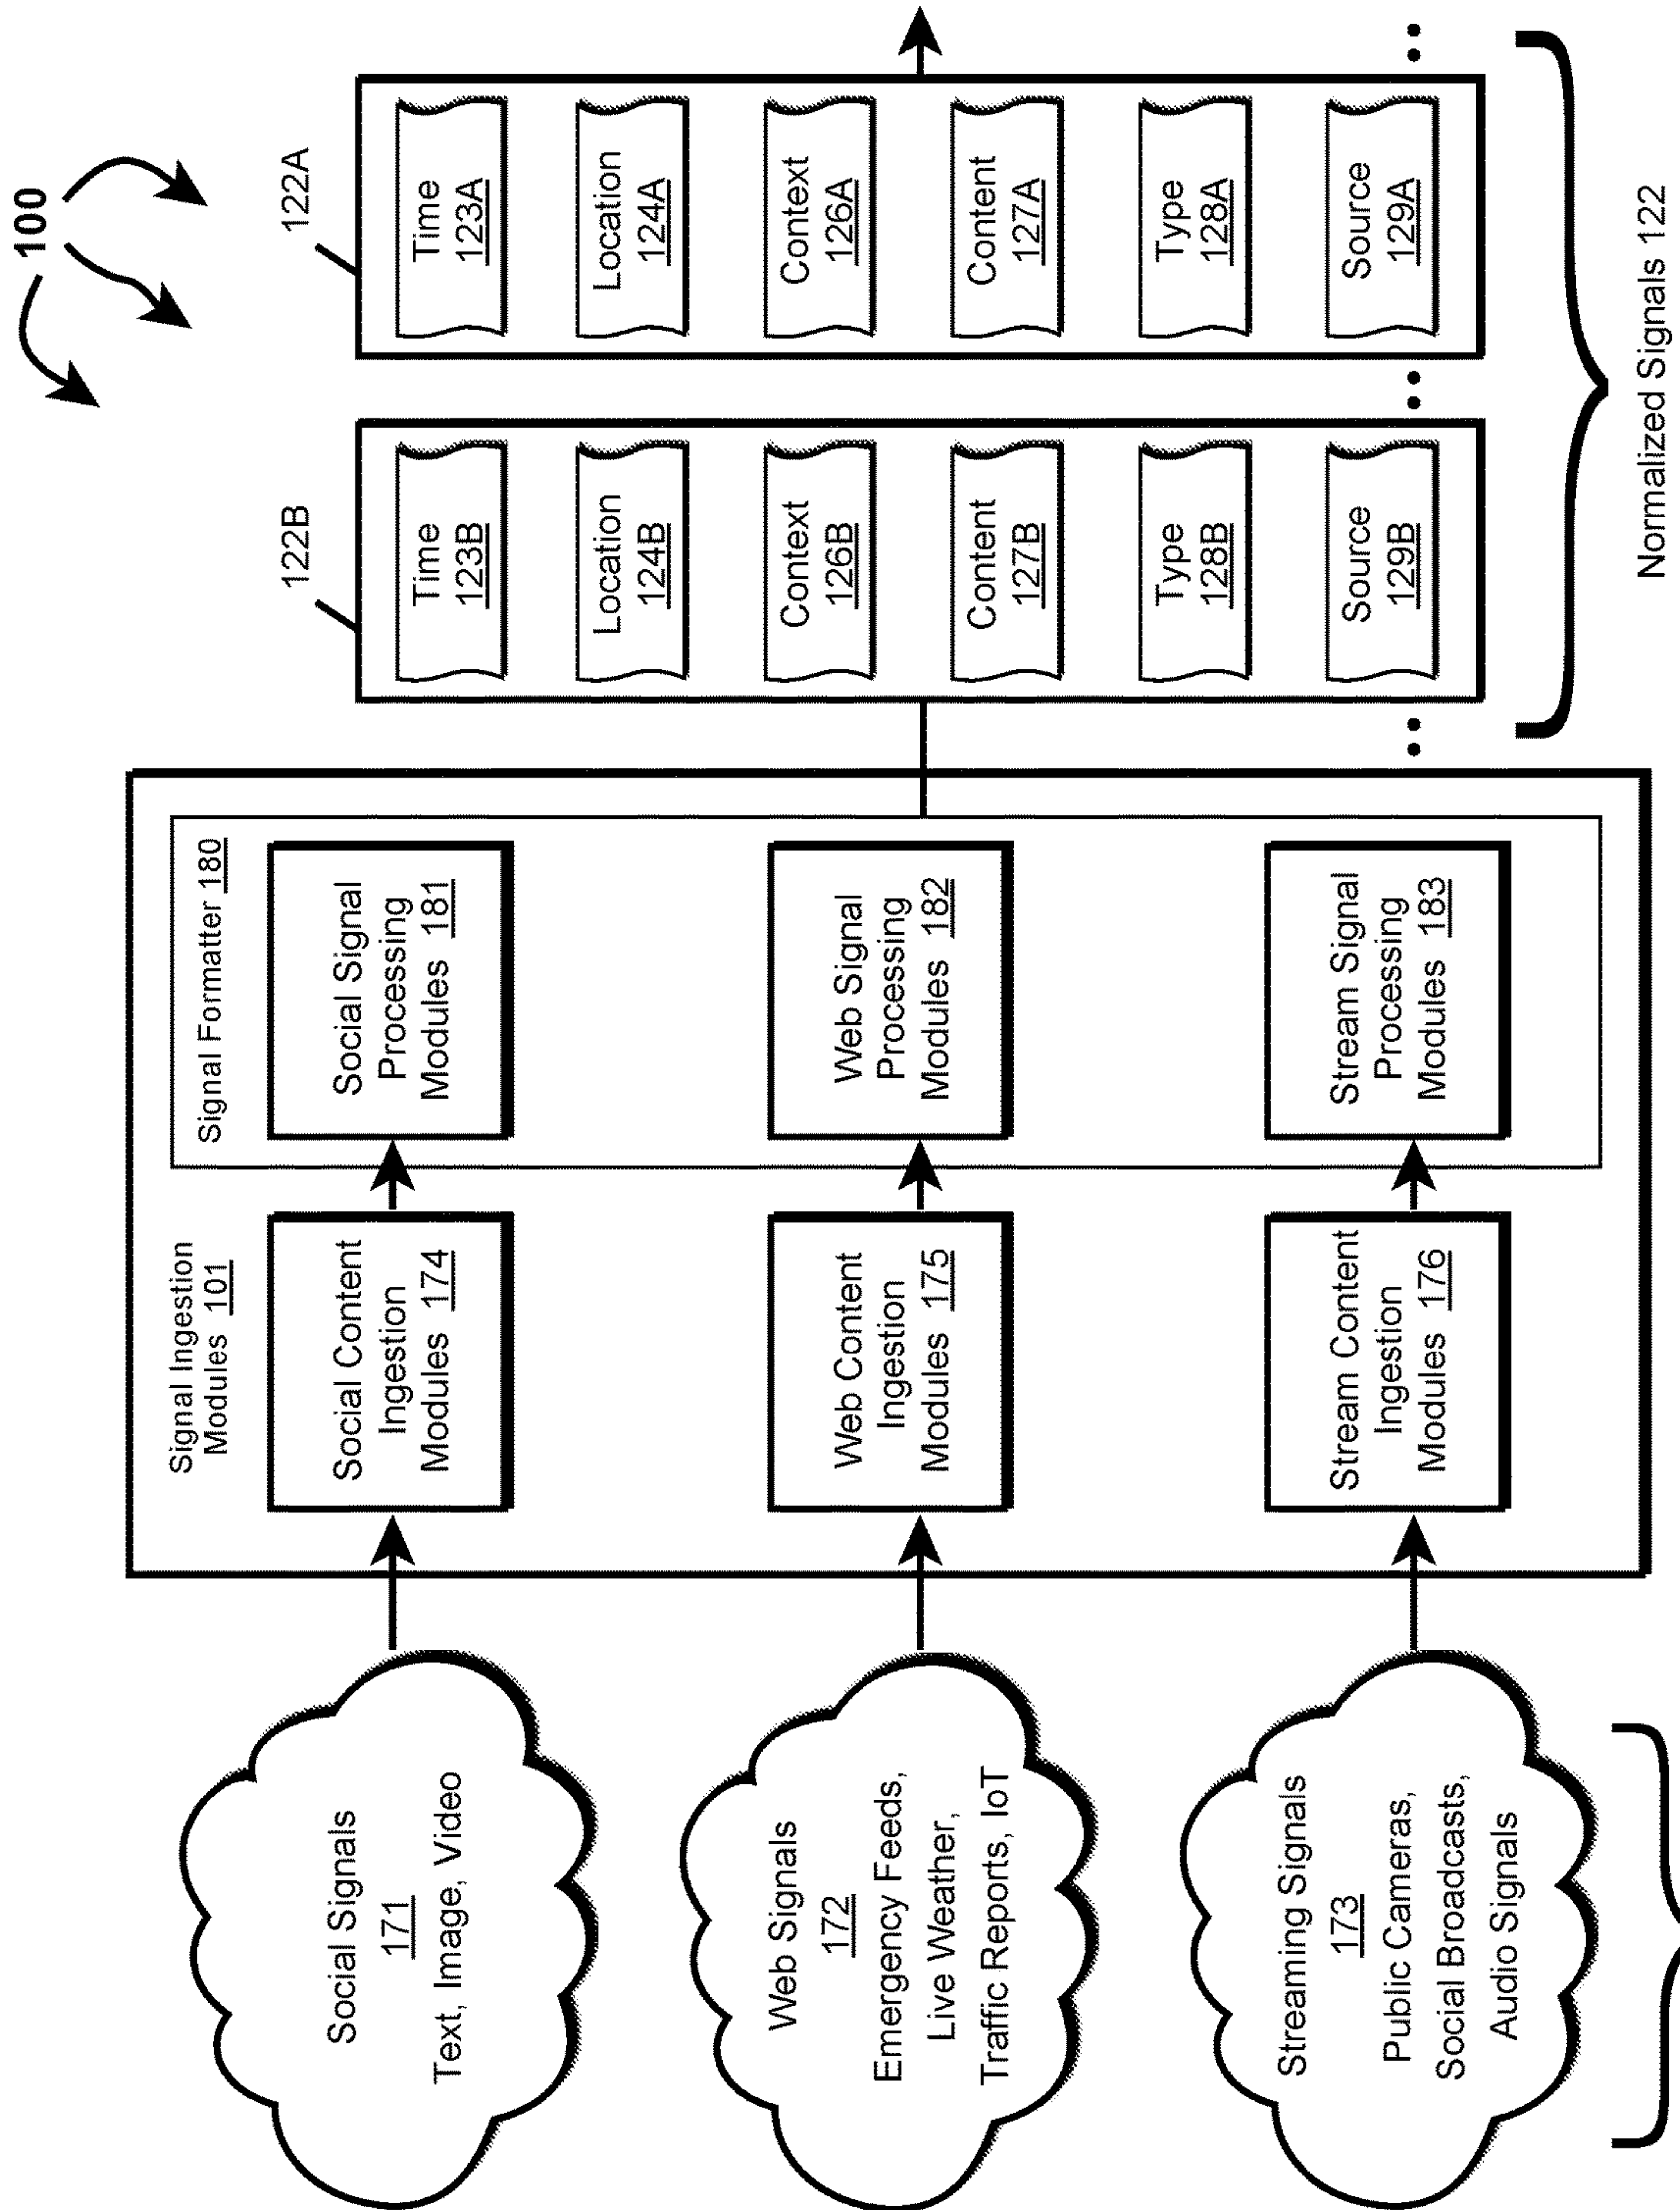 100
Social Signals
171
Text, Image, Video
Web Signals
172
Emergency Feeds,
Live Weather,
Traffic Reports, IoT
Streaming Signals
173
Public Cameras,
Social Broadcasts,
Audio Signals
Signal Ingestion
Modules 101
Social Content
Ingestion
Modules 174
Web Content
Ingestion
Modules 175
Stream Content
Ingestion
Modules 176
Signal Formatter 180
Social Signal
Processing
Modules 181
Web Signal
Processing
Modules 182
Stream Signal
Processing
Modules 183
122B
Time
123B
Location
124B
Context
126B
Content
127B
Type
128B
Source
129B
122A
Time
123A
Location
124A
Context
126A
Content
127A
Type
128A
Source
129A
Normalized Signals 122